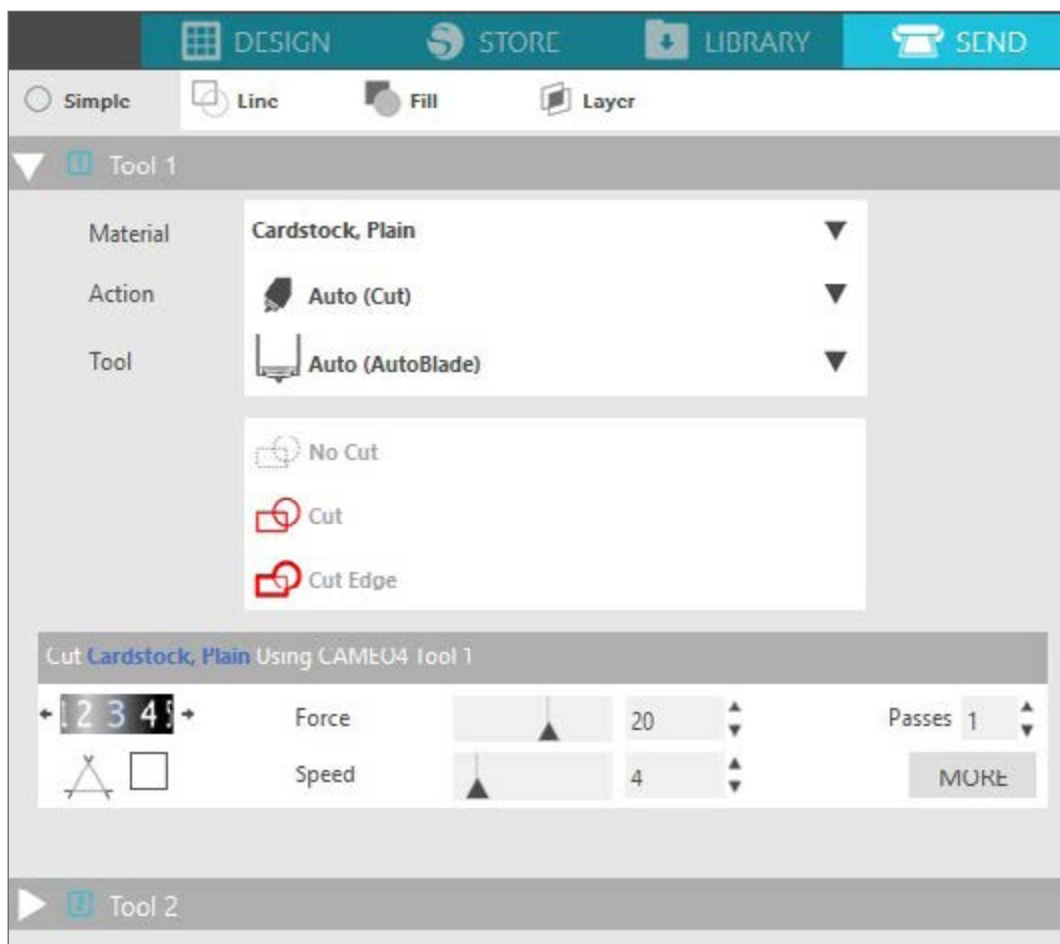 DESIGN STORE LIBRARY SEND
Simple Line Fill Layer
1 Tool 1
Material Cardstock, Plain
Action Auto (Cut)
Tool Auto (AutoBlade)
No Cut
Cut
Cut Edge
Cut Cardstock, Plain Using CAMEO4 Tool 1
2 3 4 Force 20 Passes 1
Speed 4 MORE
2 Tool 2